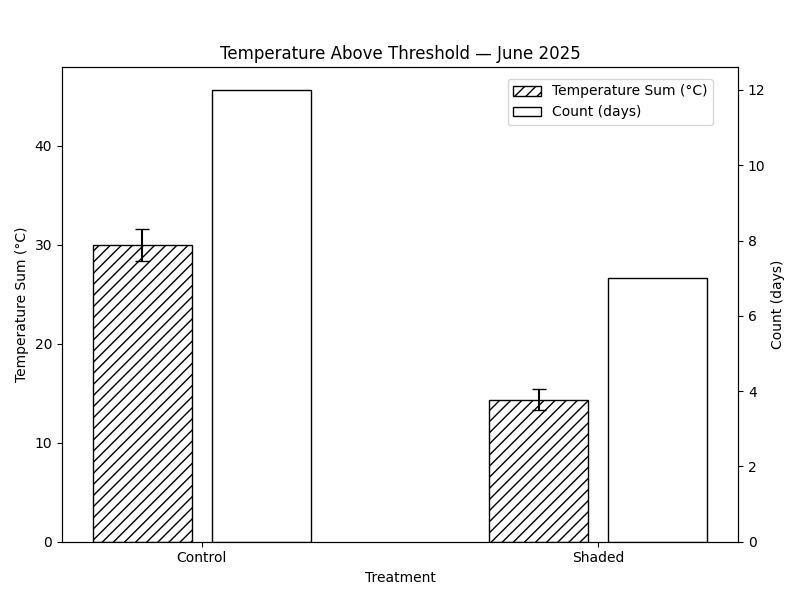 Temperature Above Threshold — June 2025
Temperature Sum (°C)
Count (days)
Temperature Sum (°C)
40
30
20
10
0
12
10
8
6
4
2
0
Count (days)
Control
Shaded
Treatment